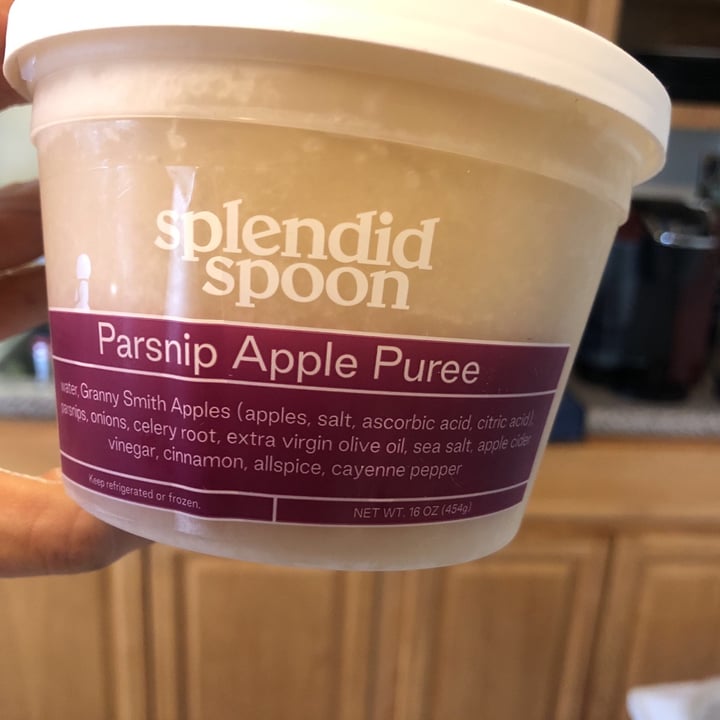 splendid
spoon
Parsnip Apple Puree
water, Granny Smith Apples (apples, salt, ascorbic acid, citric acid),
parsnips, onions, celery root, extra virgin olive oil, sea salt, apple cider
vinegar, cinnamon, allspice, cayenne pepper
Keep refrigerated or frozen.
NET WT. 16 OZ (454g)